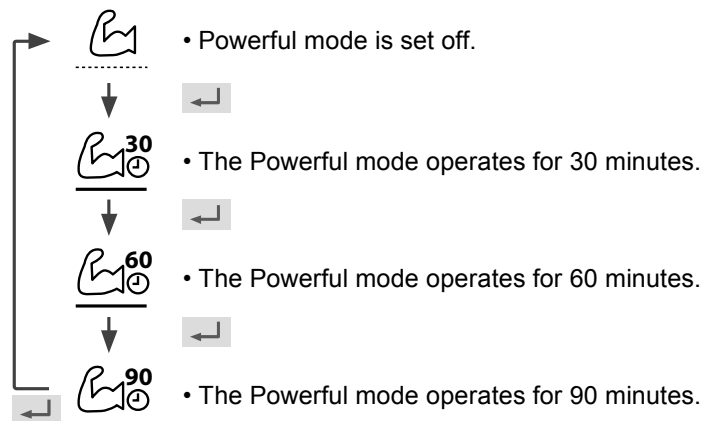 • Powerful mode is set off.
30
• The Powerful mode operates for 30 minutes.
60
• The Powerful mode operates for 60 minutes.
90
• The Powerful mode operates for 90 minutes.